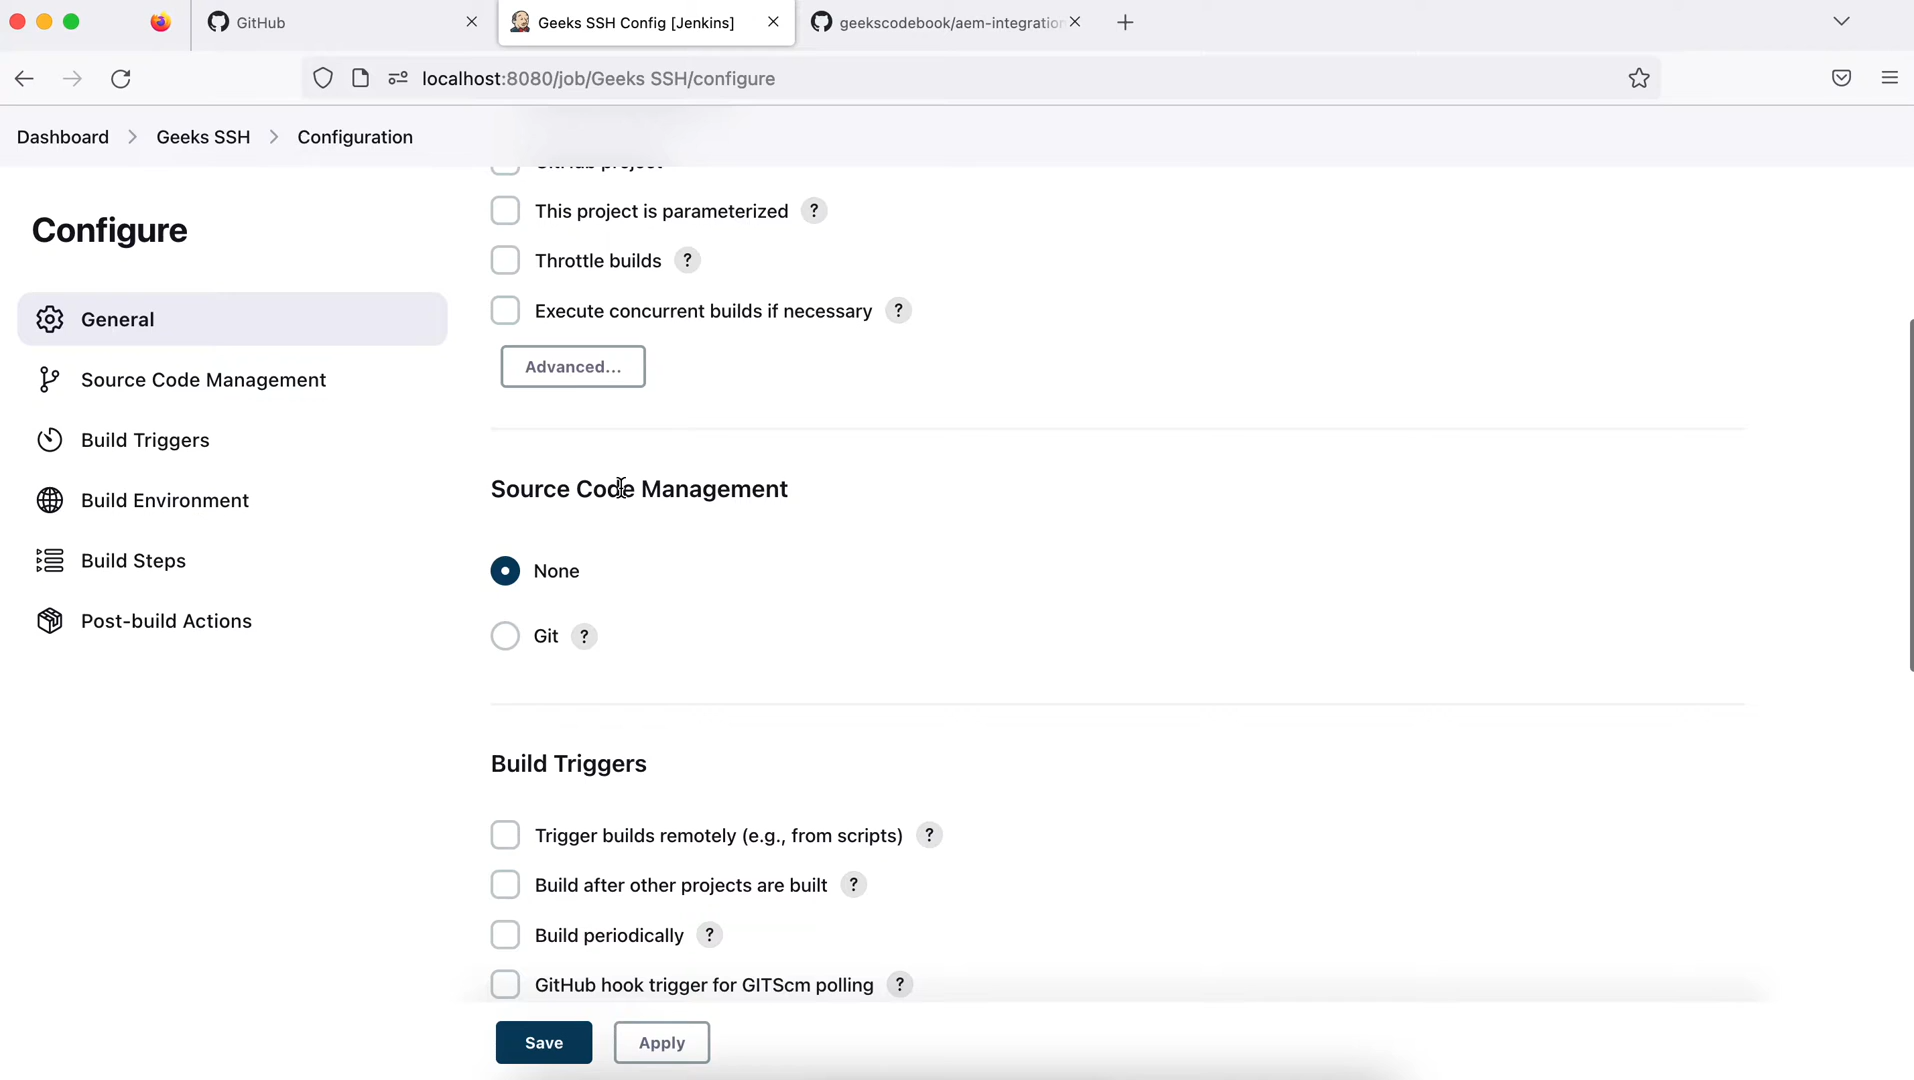 GitHub
Geeks SSH Config [Jenkins]
geekscodebook/aem-integration
localhost:8080/job/Geeks SSH/configure
Dashboard
Geeks SSH
Configuration
Configure
General
Source Code Management
Build Triggers
Build Environment
Build Steps
Post-build Actions
GitHub project
This project is parameterized ?
Throttle builds ?
Execute concurrent builds if necessary ?
Advanced...
Source Code Management
None
Git ?
Build Triggers
Trigger builds remotely (e.g., from scripts) ?
Build after other projects are built ?
Build periodically ?
GitHub hook trigger for GITScm polling ?
Save
Apply